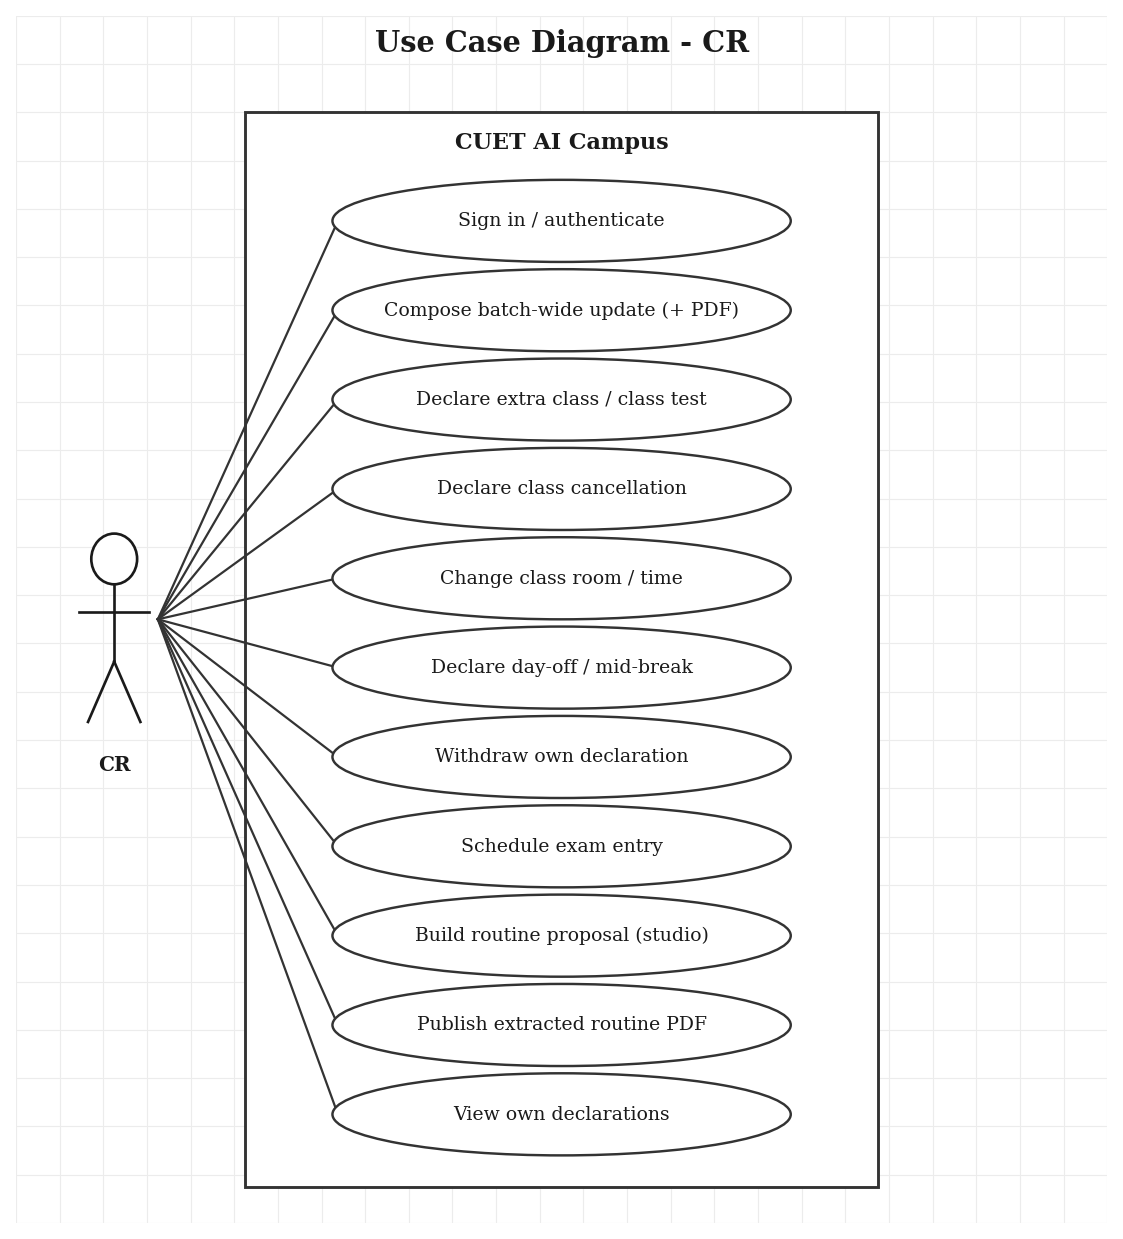 Use Case Diagram - CR
CUET AI Campus
Sign in / authenticate
Compose batch-wide update (+ PDF)
Declare extra class / class test
Declare class cancellation
Change class room / time
Declare day-off / mid-break
Withdraw own declaration
Schedule exam entry
Build routine proposal (studio)
Publish extracted routine PDF
View own declarations
CR